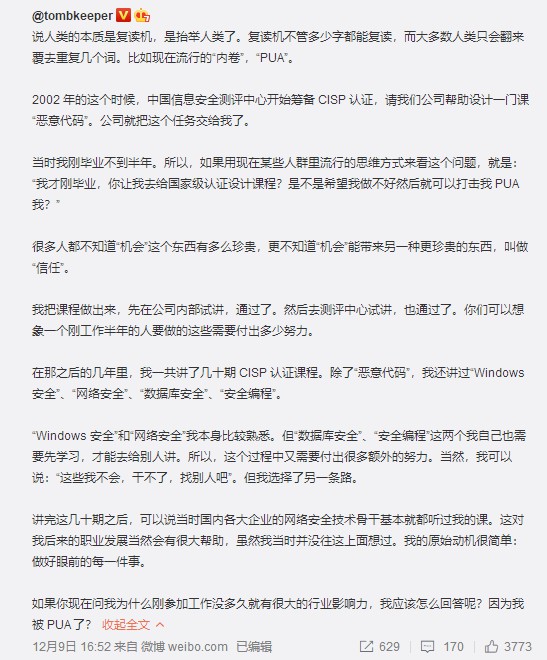 @tombkeeper
说人类的本质是复读机，是抬举人类了。复读机不管多少字都能复读，而大多数人类只会翻来
覆去重复几个词。比如现在流行的“内卷”，“PUA”。
2002 年的这个时候，中国信息安全测评中心开始筹备 CISP 认证，请我们公司帮助设计一门课
“恶意代码”。公司就把这个任务交给我了。
当时我刚毕业不到半年。所以，如果用现在某些人群里流行的思维方式来看这个问题，就是：
“我才刚毕业，你让我去给国家级认证设计课程？是不是希望我做不好然后就可以打击我 PUA
我？”
很多人都不知道“机会”这个东西有多么珍贵，更不知道“机会”能带来另一种更珍贵的东西，叫做
“信任”。
我把课程做出来，先在公司内部试讲，通过了。然后去测评中心试讲，也通过了。你们可以想
象一个刚工作半年的人要做的这些需要付出多少努力。
在那之后的几年里，我一共讲了几十期 CISP 认证课程。除了“恶意代码”，我还讲过“Windows
安全”、“网络安全”、“数据库安全”、“安全编程”。
“Windows 安全”和“网络安全”我本身比较熟悉。但“数据库安全”、“安全编程”这两个我自己也需
要先学习，才能去给别人讲。所以，这个过程中又需要付出很多额外的努力。当然，我可以
说：“这些我不会，干不了，找别人吧”。但我选择了另一条路。
讲完这几十期之后，可以说当时国内各大企业的网络安全技术骨干基本就都听过我的课。这对
我后来的职业发展当然会有很大帮助，虽然我当时并没往这上面想过。我的原始动机很简单：
做好眼前的每一件事。
如果你现在问我为什么刚参加工作没多久就有很大的行业影响力，我应该怎么回答呢？因为我
被 PUA 了？ 收起全文
12月9日 16:52 来自 微博 weibo.com 已编辑 629 170 3773